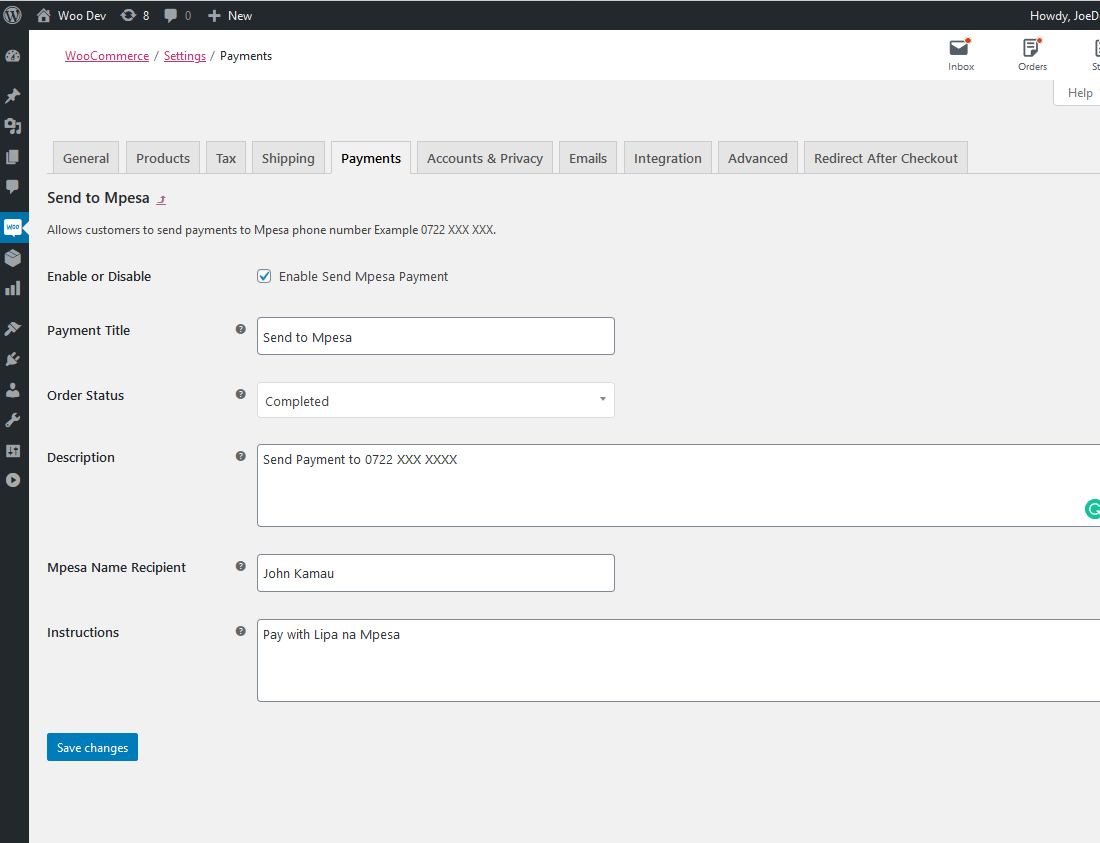 Woo Dev 8 0 New Howdy, JoeD
WooCommerce / Settings / Payments
Inbox Orders St
Help
General Products Tax Shipping Payments Accounts & Privacy Emails Integration Advanced Redirect After Checkout
Send to Mpesa
Allows customers to send payments to Mpesa phone number Example 0722 XXX XXX.
Woo
Enable or Disable Enable Send Mpesa Payment
Payment Title Send to Mpesa
Order Status Completed
Description Send Payment to 0722 XXX XXXX
Mpesa Name Recipient John Kamau
Instructions Pay with Lipa na Mpesa
Save changes